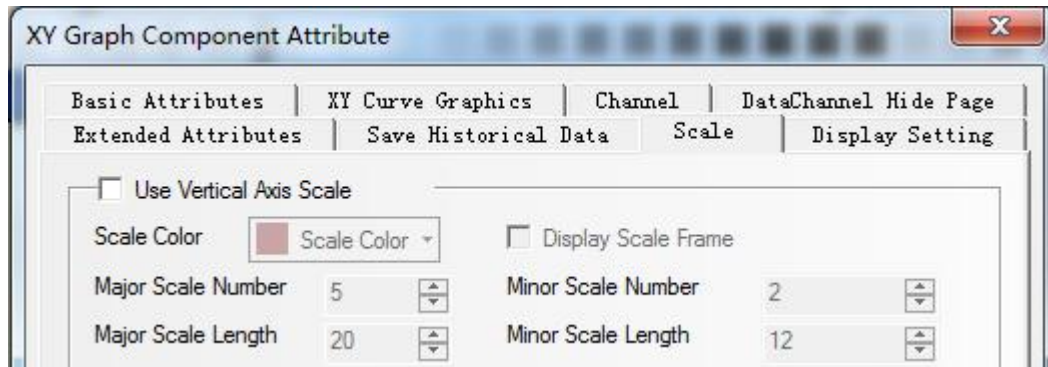 XY Graph Component Attribute
Basic Attributes XY Curve Graphics Channel DataChannel Hide Page
Extended Attributes Save Historical Data Scale Display Setting
Use Vertical Axis Scale
Scale Color Scale Color Display Scale Frame
Major Scale Number 5 Minor Scale Number 2
Major Scale Length 20 Minor Scale Length 12